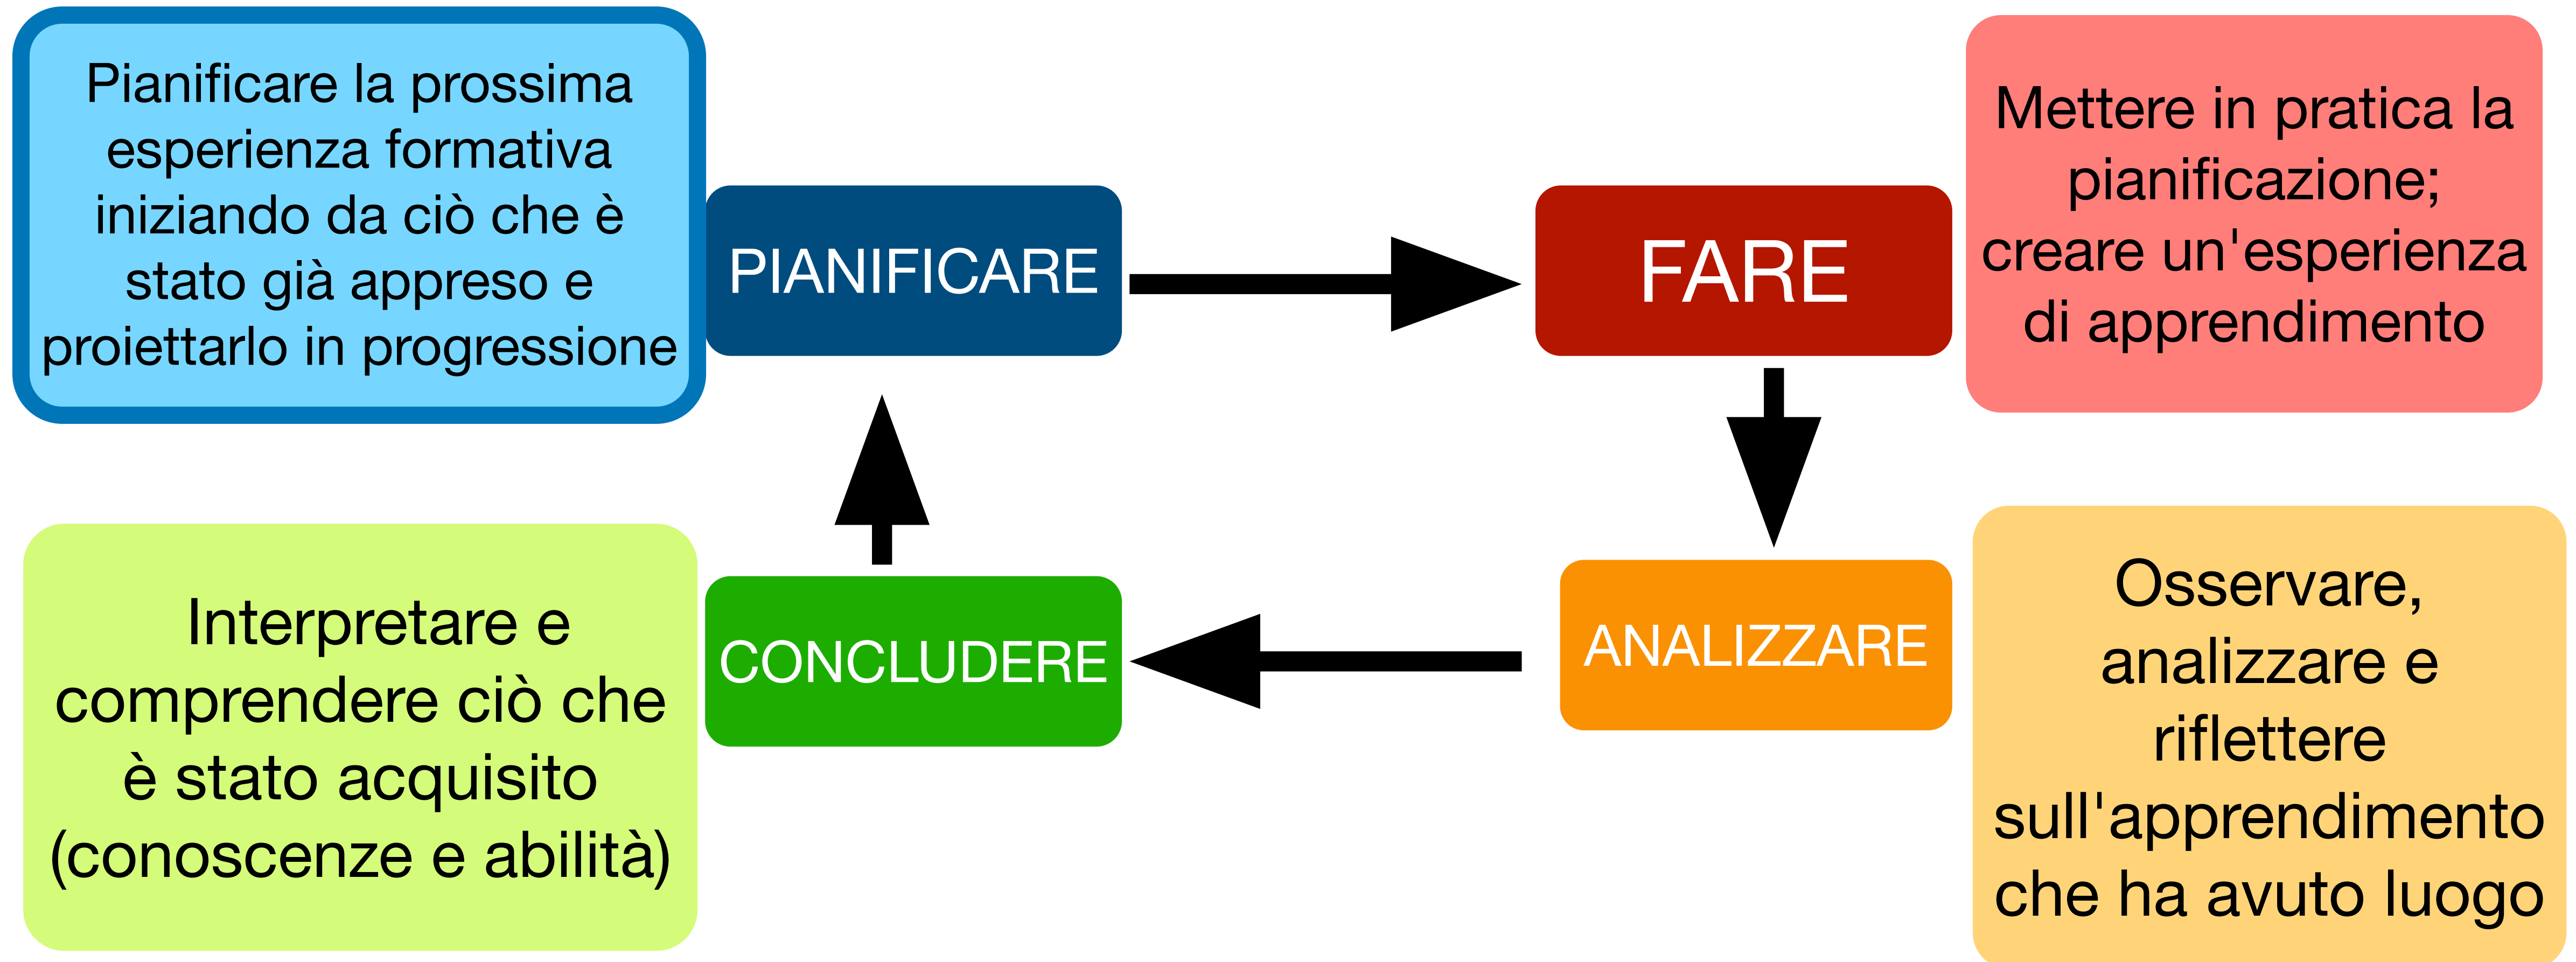 Pianificare la prossima
esperienza formativa
iniziando da ciò che è
stato già appreso e
proiettarlo in progressione
PIANIFICARE
FARE
Mettere in pratica la
pianificazione;
creare un'esperienza
di apprendimento
Interpretare e
comprendere ciò che
è stato acquisito
(conoscenze e abilità)
CONCLUDERE
ANALIZZARE
Osservare,
analizzare e
riflettere
sull'apprendimento
che ha avuto luogo